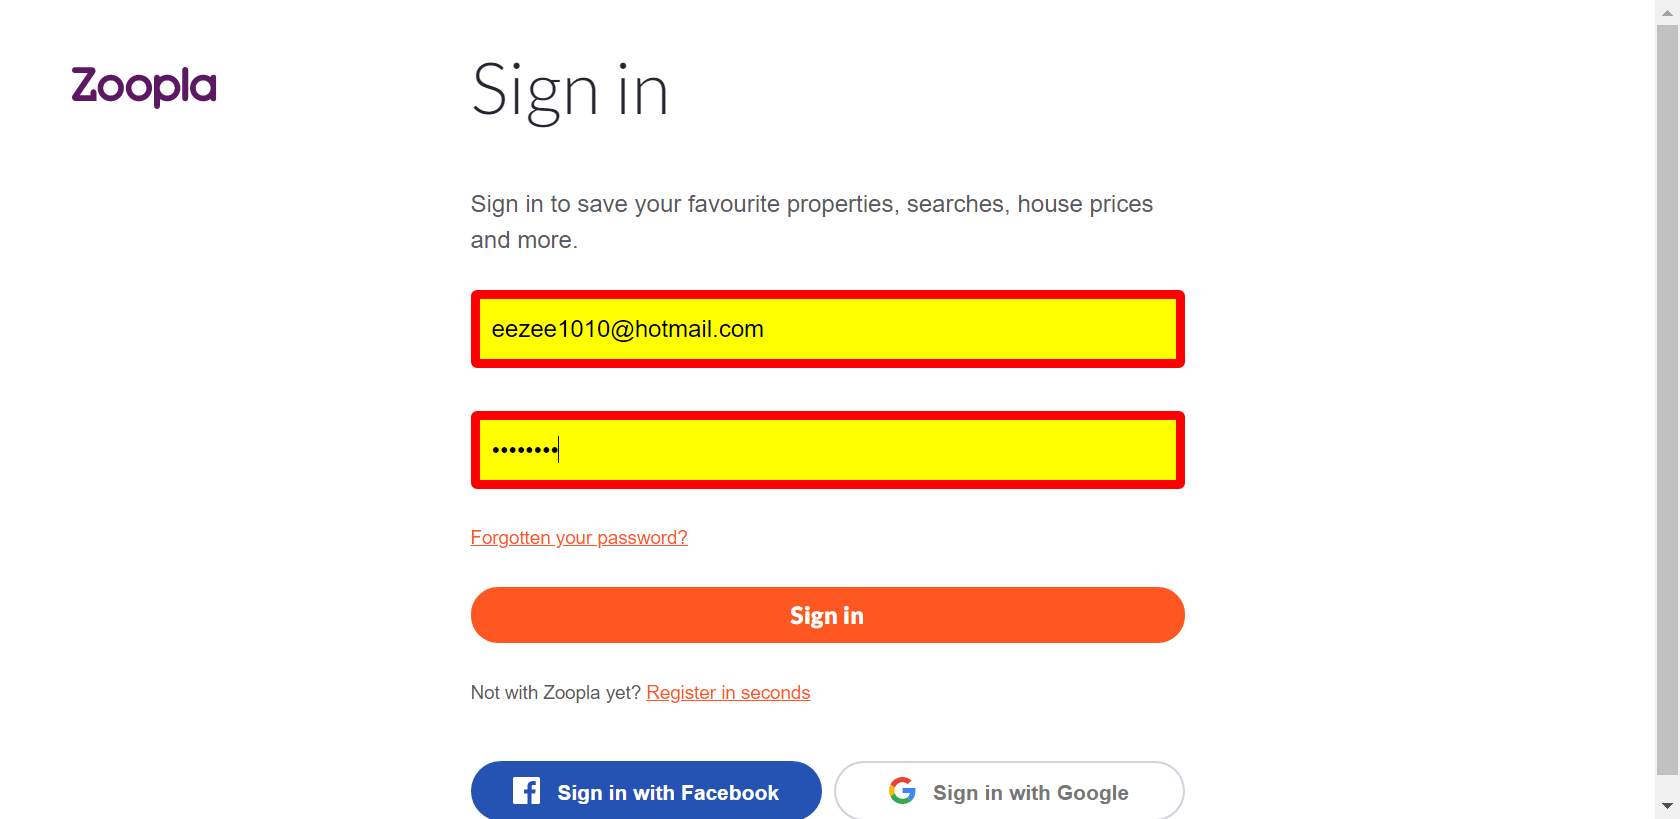 Zoopla
Sign in
Sign in to save your favourite properties, searches, house prices
and more.
eezee1010@hotmail.com
••••••••
Forgotten your password?
Sign in
Not with Zoopla yet? Register in seconds
Sign in with Facebook
Sign in with Google